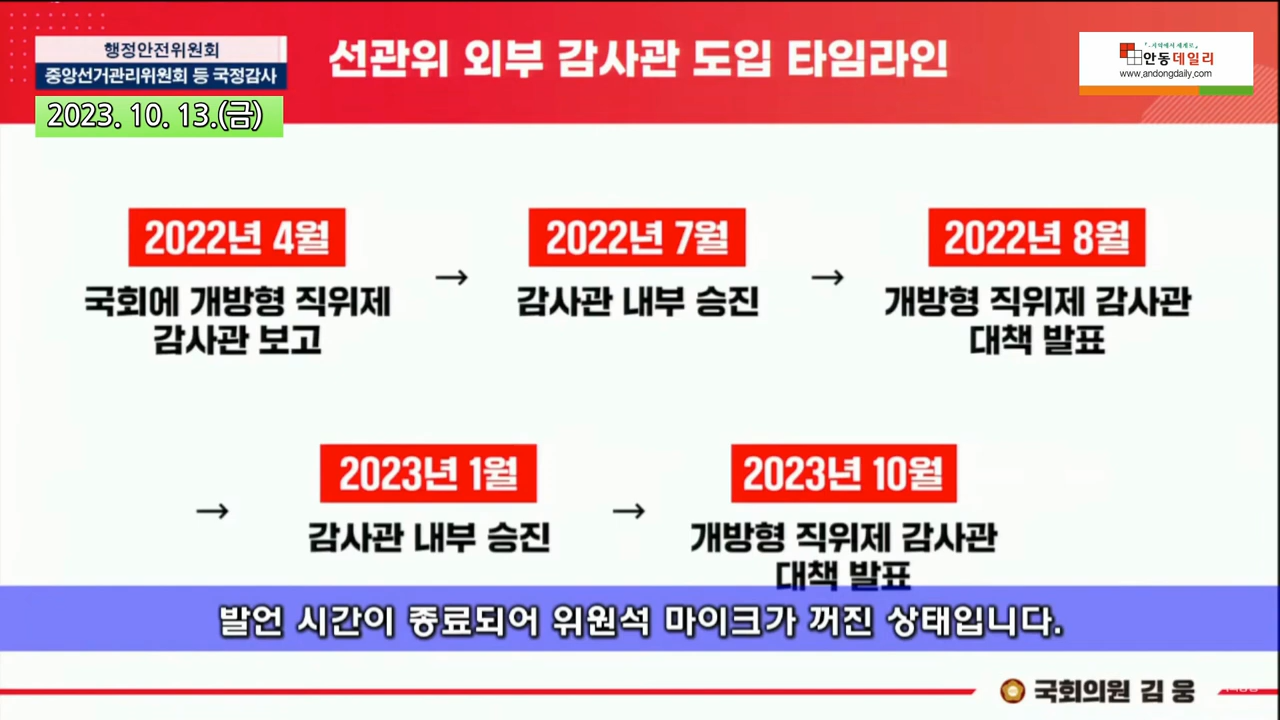 행정안전위원회
중앙선거관리위원회 등 국정감사
2023. 10. 13.(금)
선관위 외부 감사관 도입 타임라인
안동데일리
www.andongdaily.com
2022년 4월
국회에 개방형 직위제
감사관 보고
→
2022년 7월
감사관 내부 승진
→
2022년 8월
개방형 직위제 감사관
대책 발표
→
2023년 1월
감사관 내부 승진
→
2023년 10월
개방형 직위제 감사관
대책 발표
발언 시간이 종료되어 위원석 마이크가 꺼진 상태입니다.
국회의원 김 웅